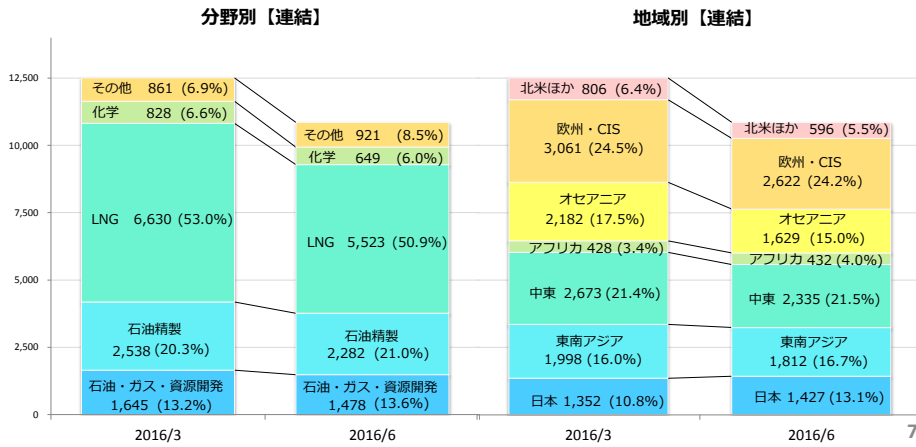 分野別【連結】
地域別【連結】
12,500
10,000
7,500
5,000
2,500
0
その他 861 (6.9%)
化学 828 (6.6%)
LNG 6,630 (53.0%)
石油精製
2,538 (20.3%)
石油・ガス・資源開発
1,645 (13.2%)
2016/3
その他 921 (8.5%)
化学 649 (6.0%)
LNG 5,523 (50.9%)
石油精製
2,282 (21.0%)
石油・ガス・資源開発
1,478 (13.6%)
2016/6
北米ほか 806 (6.4%)
欧州・CIS
3,061 (24.5%)
オセアニア
2,182 (17.5%)
アフリカ 428 (3.4%)
中東 2,673 (21.4%)
東南アジア
1,998 (16.0%)
日本 1,352 (10.8%)
2016/3
北米ほか 596 (5.5%)
欧州・CIS
2,622 (24.2%)
オセアニア
1,629 (15.0%)
アフリカ 432 (4.0%)
中東 2,335 (21.5%)
東南アジア
1,812 (16.7%)
日本 1,427 (13.1%)
2016/6
7